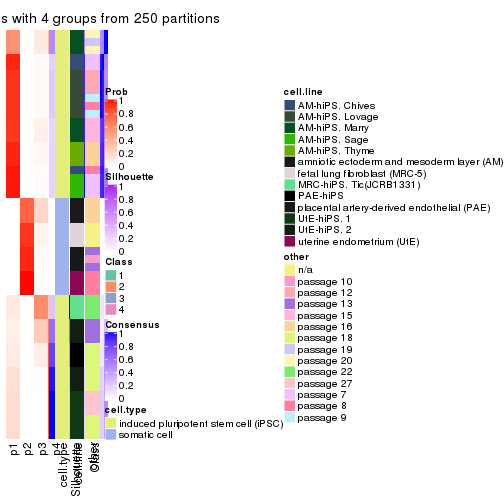 s with 4 groups from 250 partitions
Prob
1
0.8
0.6
0.4
0.2
0
Silhouette
1
0.8
0.6
0.4
0.2
0
Class
1
2
3
4
Consensus
1
0.8
0.6
0.4
0.2
0
cell.type
induced pluripotent stem cell (iPSC)
somatic cell
cell.line
AM-hiPS. Chives
AM-hiPS. Lovage
AM-hiPS. Marry
AM-hiPS. Sage
AM-hiPS. Thyme
amniotic ectoderm and mesoderm layer (AM)
fetal lung fibroblast (MRC-5)
MRC-hiPS. Tic(JCRB1331)
PAE-hiPS
placental artery-derived endothelial (PAE)
UtE-hiPS. 1
UtE-hiPS. 2
uterine endometrium (UtE)
other
n/a
passage 10
passage 12
passage 13
passage 15
passage 16
passage 18
passage 19
passage 20
passage 22
passage 27
passage 7
passage 8
passage 9
p1
p2
p3
p4
cell.type
Silhouette
cell.line
other
Class